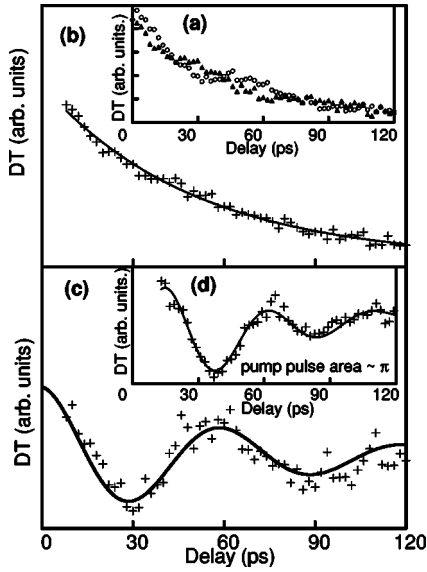 (b)
(a)
DT (arb. units.)
0 30 60 90 120
Delay (ps)
DT (arb. units)
(c)
(d)
DT (arb. units.)
pump pulse area ~ π
0 30 60 90 120
Delay (ps)
DT (arb. units)
0 30 60 90 120
Delay (ps)